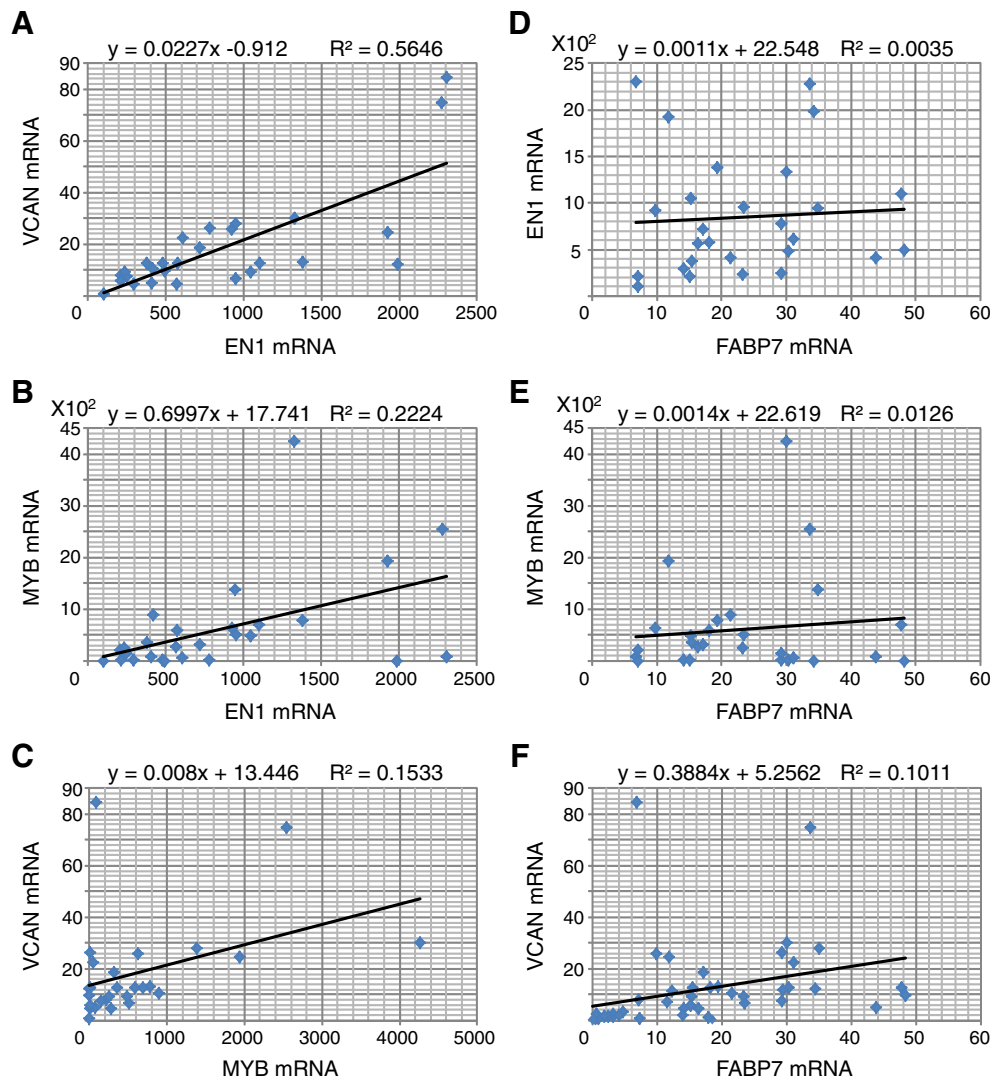 A
y = 0.0227x -0.912 R² = 0.5646
90
80
60
40
20
0 500 1000 1500 2000 2500
VCAN mRNA
EN1 mRNA
D
X10²
y = 0.0011x + 22.548 R² = 0.0035
25
20
15
10
5
0 10 20 30 40 50 60
EN1 mRNA
FABP7 mRNA
B
X10²
y = 0.6997x + 17.741 R² = 0.2224
45
40
30
20
10
0 500 1000 1500 2000 2500
MYB mRNA
EN1 mRNA
E
X10²
y = 0.0014x + 22.619 R² = 0.0126
45
40
30
20
10
0 10 20 30 40 50 60
MYB mRNA
FABP7 mRNA
C
y = 0.008x + 13.446 R² = 0.1533
90
80
60
40
20
0 1000 2000 3000 4000 5000
VCAN mRNA
MYB mRNA
F
y = 0.3884x + 5.2562 R² = 0.1011
90
80
60
40
20
0 10 20 30 40 50 60
VCAN mRNA
FABP7 mRNA